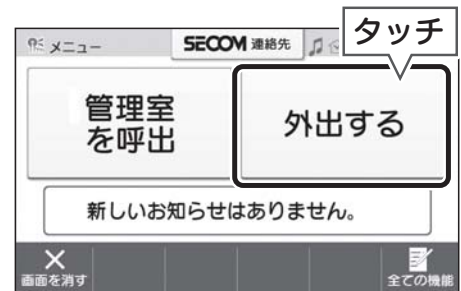 タッチ
メニュー
SECOM 連絡先
管理室
を呼出
外出する
新しいお知らせはありません。
画面を消す
全ての機能